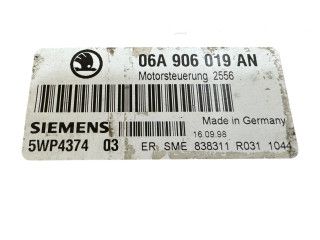 06A 906 019 AN
Motorsteuerung 2556
Made in Germany
SIEMENS
16.09.98
5WP4374 03 ER SME 838311 R031 1044